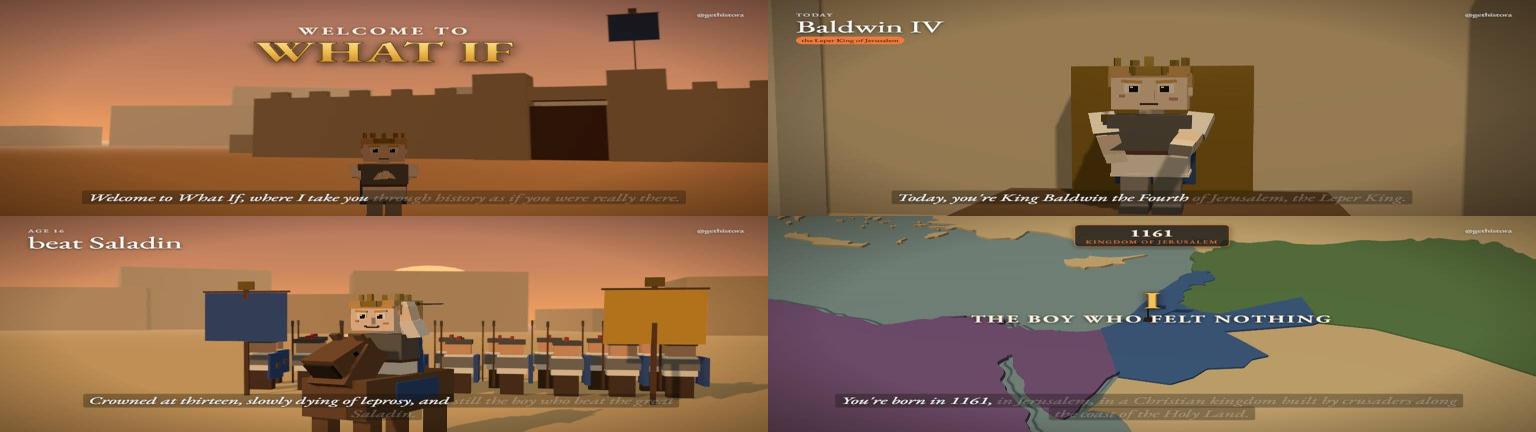 WELCOME TO
WHAT IF
@gethistora
Welcome to What If, where I take you through history as if you were really there.
TODAY
Baldwin IV
the Leper King of Jerusalem
@gethistora
Today, you're King Baldwin the Fourth of Jerusalem, the Leper King.
AGE 16
beat Saladin
@gethistora
Crowned at thirteen, slowly dying of leprosy, and still the boy who beat the great
Saladin.
1161
KINGDOM OF JERUSALEM
@gethistora
I
THE BOY WHO FELT NOTHING
You're born in 1161, in Jerusalem, in a Christian kingdom built by crusaders along
the coast of the Holy Land.